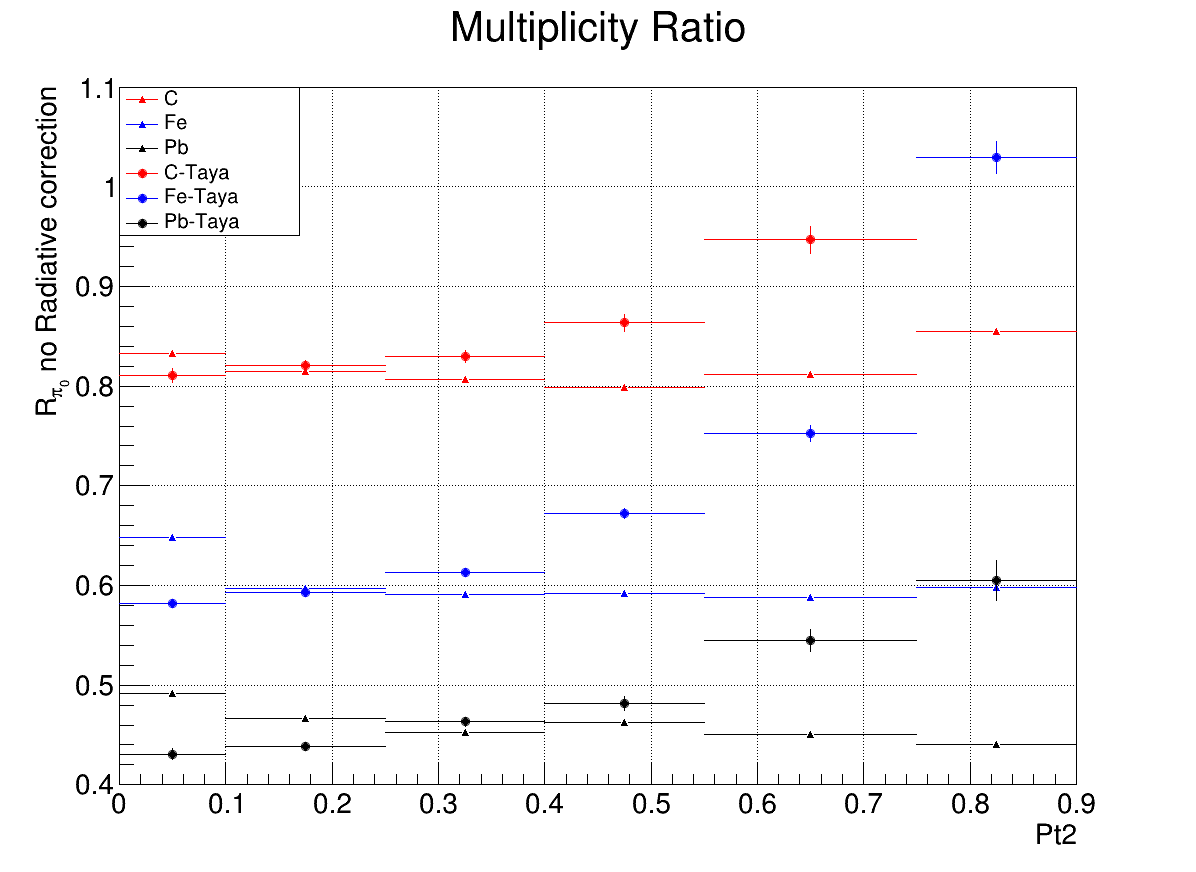 Multiplicity Ratio
R_{π_0} no Radiative correction
1.1
1
0.9
0.8
0.7
0.6
0.5
0.4
C
Fe
Pb
C-Taya
Fe-Taya
Pb-Taya
0 0.1 0.2 0.3 0.4 0.5 0.6 0.7 0.8 0.9
Pt2